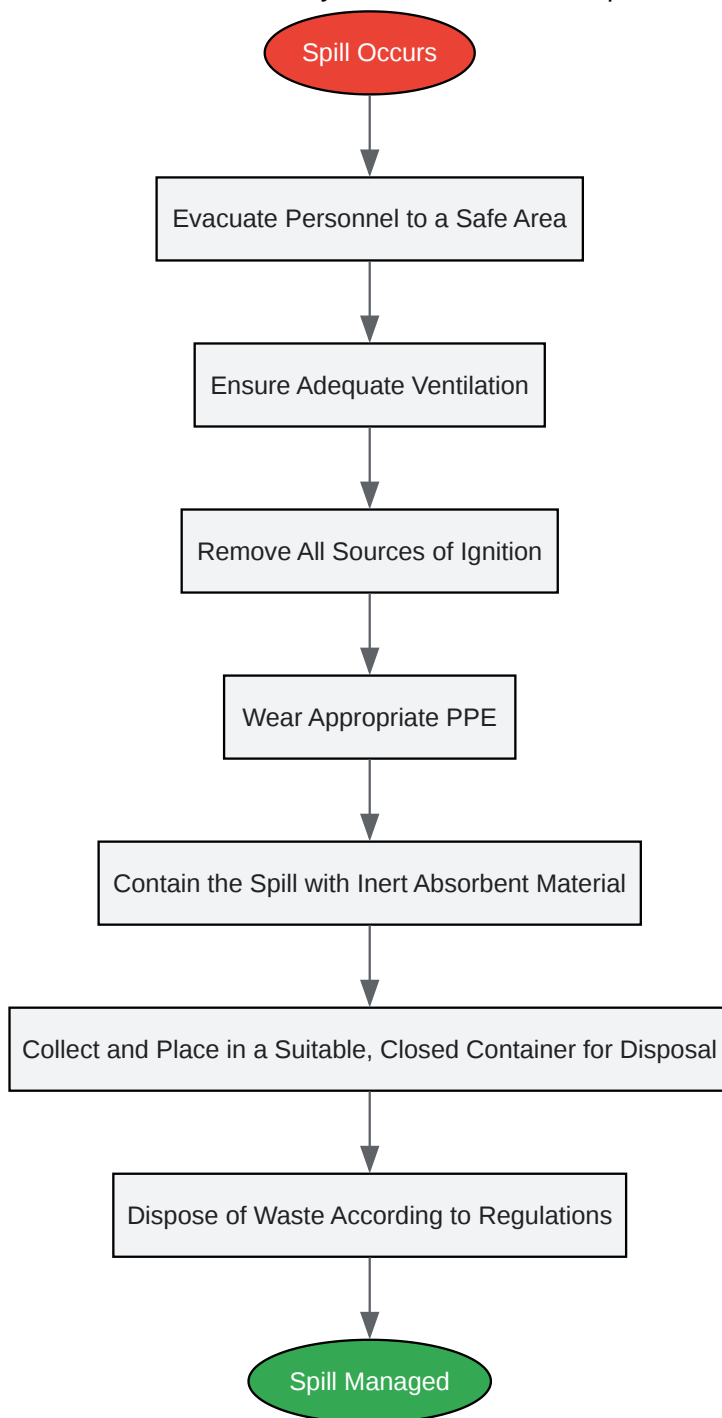 Spill Occurs
Evacuate Personnel to a Safe Area
Ensure Adequate Ventilation
Remove All Sources of Ignition
Wear Appropriate PPE
Contain the Spill with Inert Absorbent Material
Collect and Place in a Suitable, Closed Container for Disposal
Dispose of Waste According to Regulations
Spill Managed